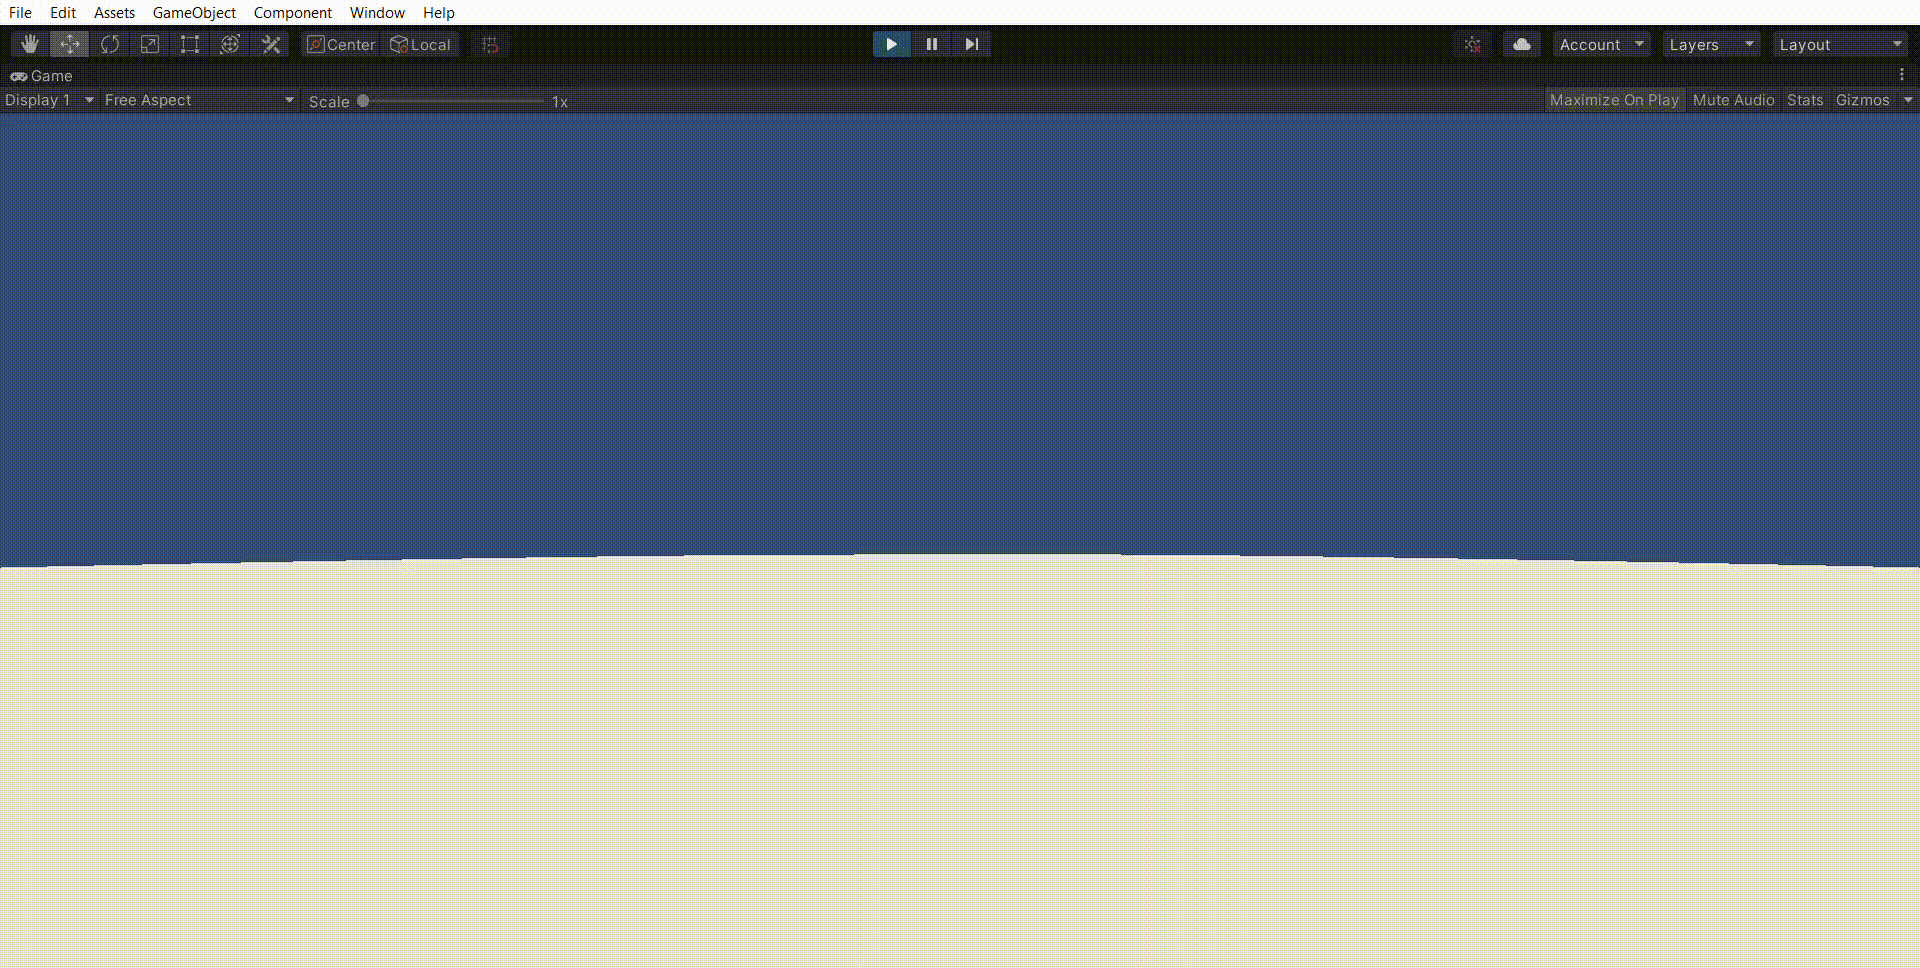 File Edit Assets GameObject Component Window Help
Center Local Account Layers Layout
Game
Display 1 Free Aspect Scale 1x Maximize On Play Mute Audio Stats Gizmos